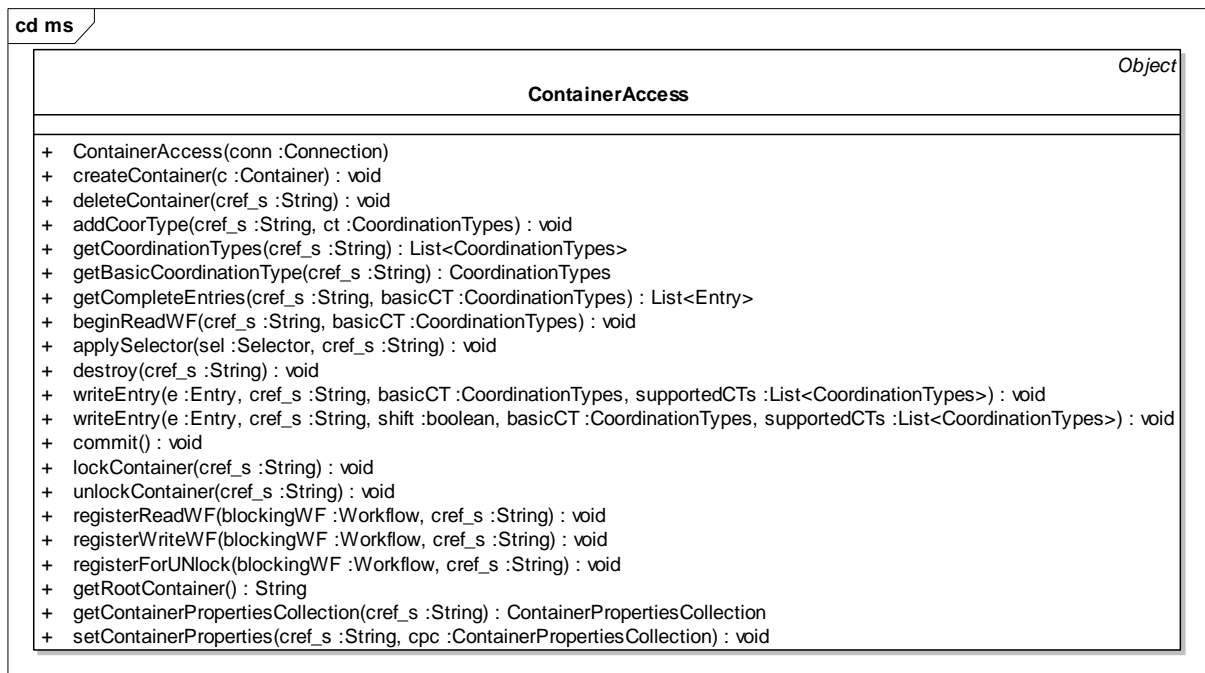 cd ms
Object
ContainerAccess
+ ContainerAccess(conn :Connection)
+ createContainer(c :Container) : void
+ deleteContainer(cref_s :String) : void
+ addCoorType(cref_s :String, ct :CoordinationTypes) : void
+ getCoordinationTypes(cref_s :String) : List<CoordinationTypes>
+ getBasicCoordinationType(cref_s :String) : CoordinationTypes
+ getCompleteEntries(cref_s :String, basicCT :CoordinationTypes) : List<Entry>
+ beginReadWF(cref_s :String, basicCT :CoordinationTypes) : void
+ applySelector(sel :Selector, cref_s :String) : void
+ destroy(cref_s :String) : void
+ writeEntry(e :Entry, cref_s :String, basicCT :CoordinationTypes, supportedCTs :List<CoordinationTypes>) : void
+ writeEntry(e :Entry, cref_s :String, shift :boolean, basicCT :CoordinationTypes, supportedCTs :List<CoordinationTypes>) : void
+ commit() : void
+ lockContainer(cref_s :String) : void
+ unlockContainer(cref_s :String) : void
+ registerReadWF(blockingWF :Workflow, cref_s :String) : void
+ registerWriteWF(blockingWF :Workflow, cref_s :String) : void
+ registerForUNlock(blockingWF :Workflow, cref_s :String) : void
+ getRootContainer() : String
+ getContainerPropertiesCollection(cref_s :String) : ContainerPropertiesCollection
+ setContainerProperties(cref_s :String, cpc :ContainerPropertiesCollection) : void